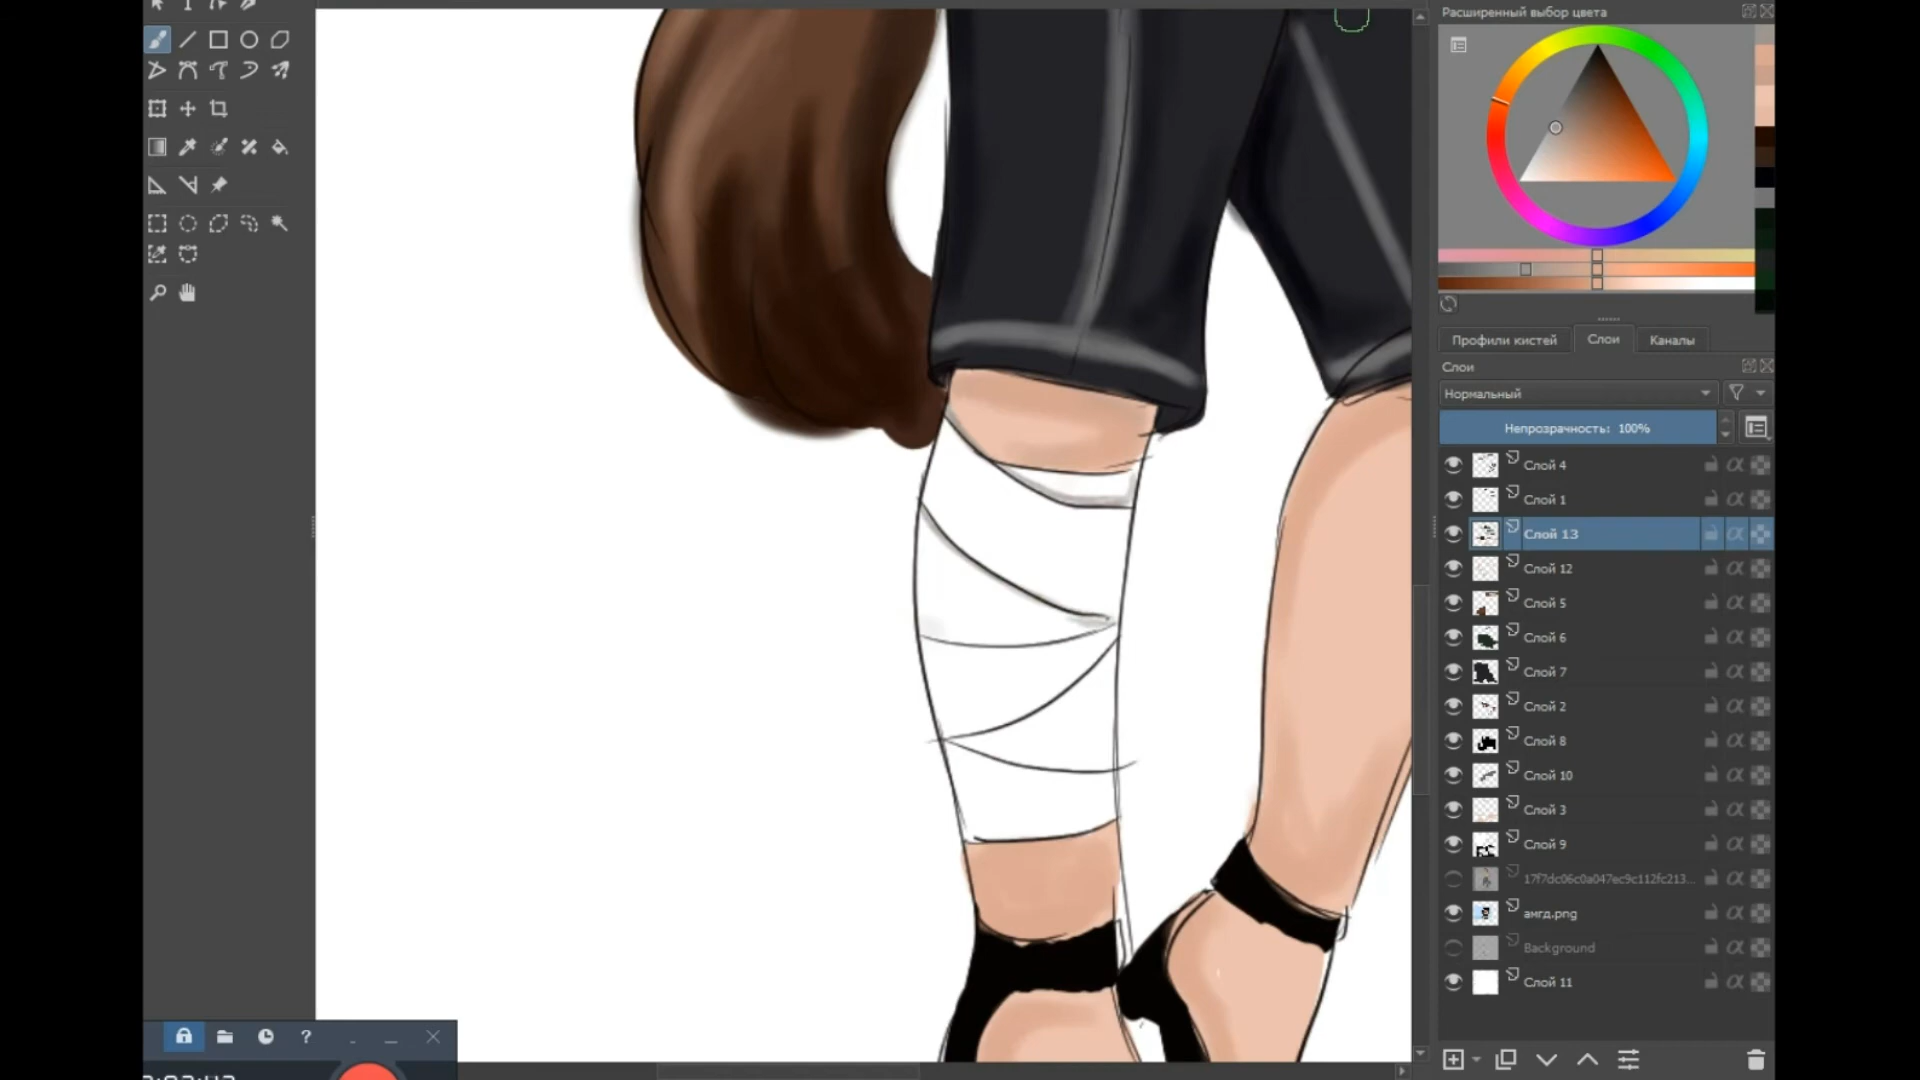 Расширенный выбор цвета
Профили кистей
Слои
Каналы
Слои
Нормальный
Непрозрачность: 100%
Слой 4
Слой 1
Слой 13
Слой 12
Слой 5
Слой 6
Слой 7
Слой 2
Слой 8
Слой 10
Слой 3
Слой 9
17f7dc06c0a047ec9c112fc213...
амгд.png
Background
Слой 11
?